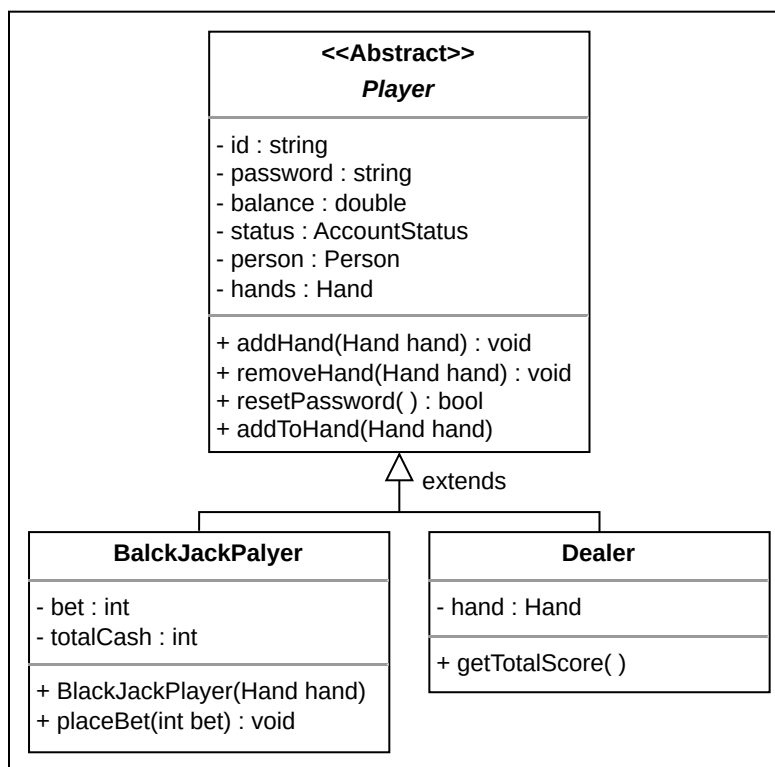 <<Abstract>>
Player
- id : string
- password : string
- balance : double
- status : AccountStatus
- person : Person
- hands : Hand
+ addHand(Hand hand) : void
+ removeHand(Hand hand) : void
+ resetPassword( ) : bool
+ addToHand(Hand hand)
extends
BalckJackPalyer
- bet : int
- totalCash : int
+ BlackJackPlayer(Hand hand)
+ placeBet(int bet) : void
Dealer
- hand : Hand
+ getTotalScore( )